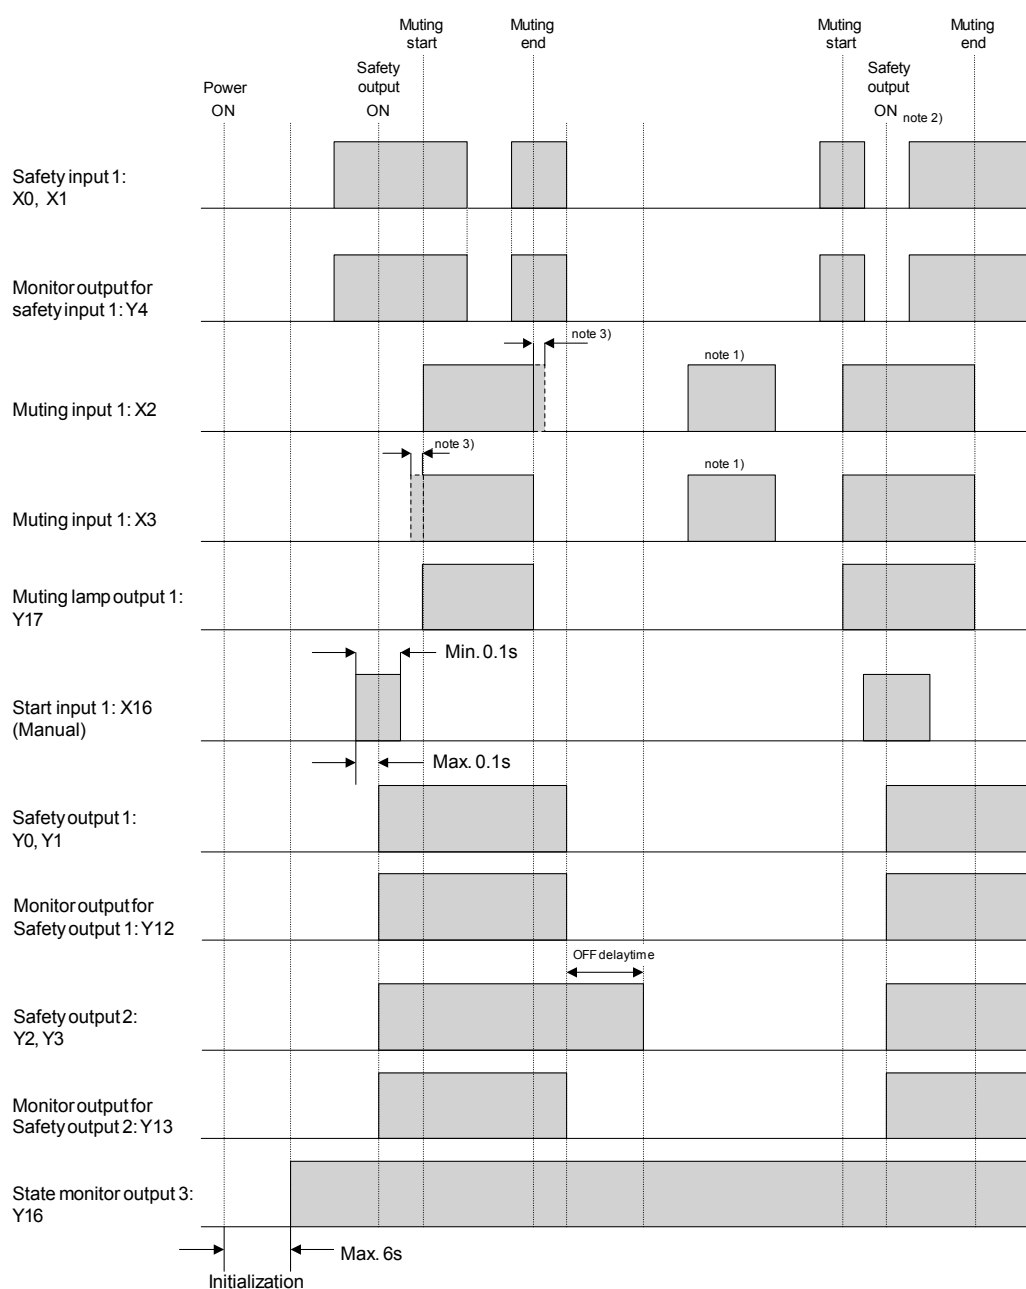 Muting
start
Muting
end
Muting
start
Muting
end
Safety
output
ON
Safety
output
ON note 2)
Power
ON
Safety input 1:
X0, X1
Monitor output for
safety input 1: Y4
note 3)
note 1)
Muting input 1: X2
note 3)
note 1)
Muting input 1: X3
Muting lamp output 1:
Y17
Min. 0.1s
Start input 1: X16
(Manual)
Max. 0.1s
Safety output 1:
Y0, Y1
Monitor output for
Safety output 1: Y12
OFF delay time
Safety output 2:
Y2, Y3
Monitor output for
Safety output 2: Y13
State monitor output 3:
Y16
Max. 6s
Initialization